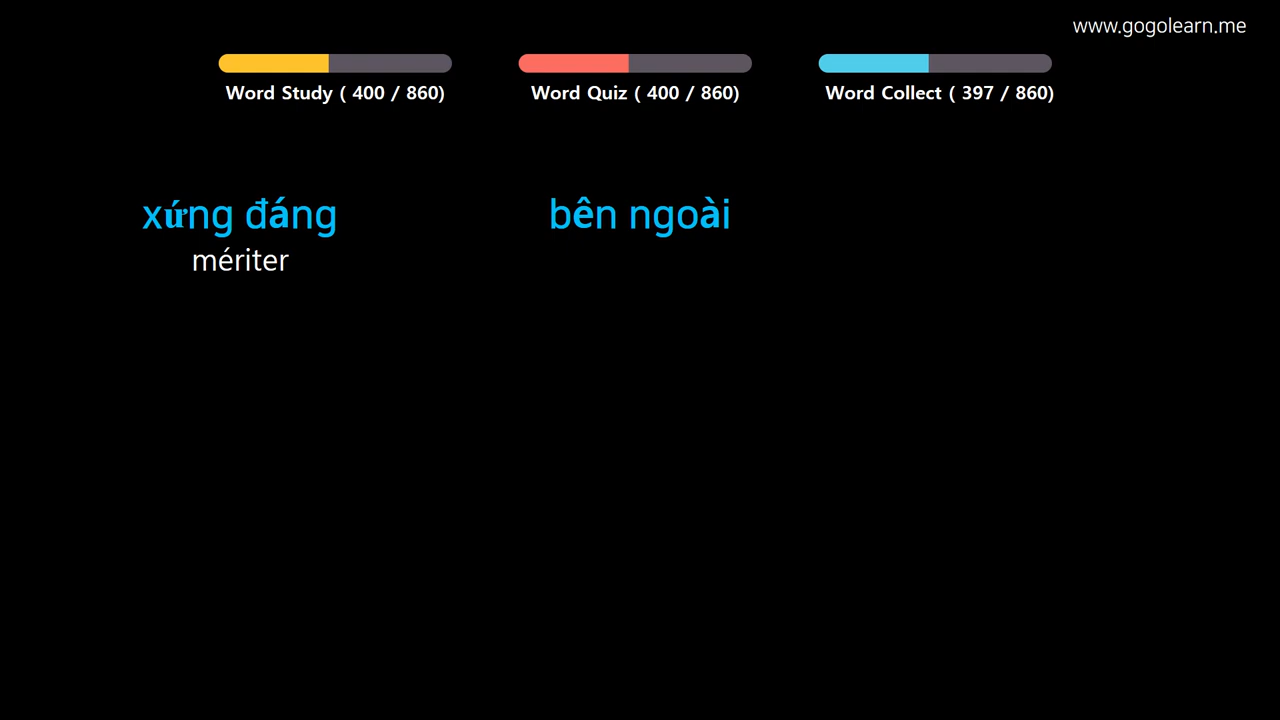 www.gogolearn.me
Word Study ( 400 / 860)
Word Quiz ( 400 / 860)
Word Collect ( 397 / 860)
xứng đáng
mériter
bên ngoài